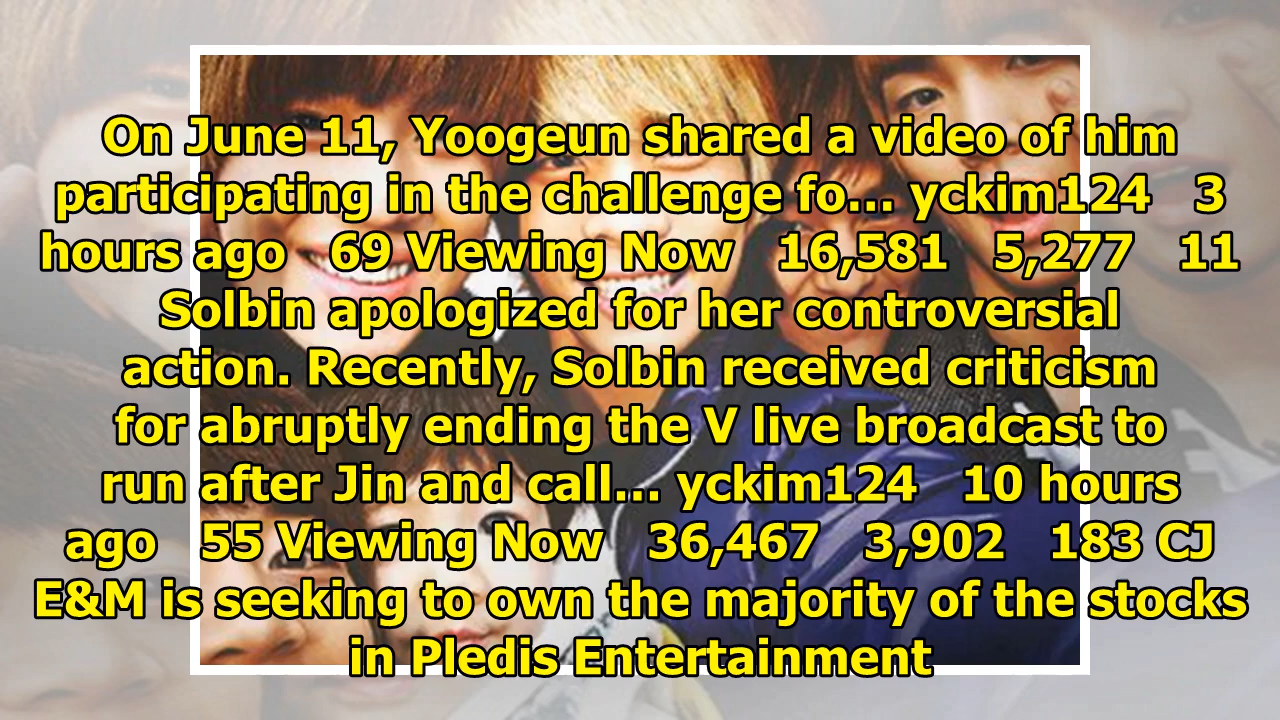 On June 11, Yoogeun shared a video of him
participating in the challenge fo... yckim124 3
hours ago 69 Viewing Now 16,581 5,277 11
Solbin apologized for her controversial
action. Recently, Solbin received criticism
for abruptly ending the V live broadcast to
run after Jin and call... yckim124 10 hours
ago 55 Viewing Now 36,467 3,902 183 CJ
E&M is seeking to own the majority of the stocks
in Pledis Entertainment